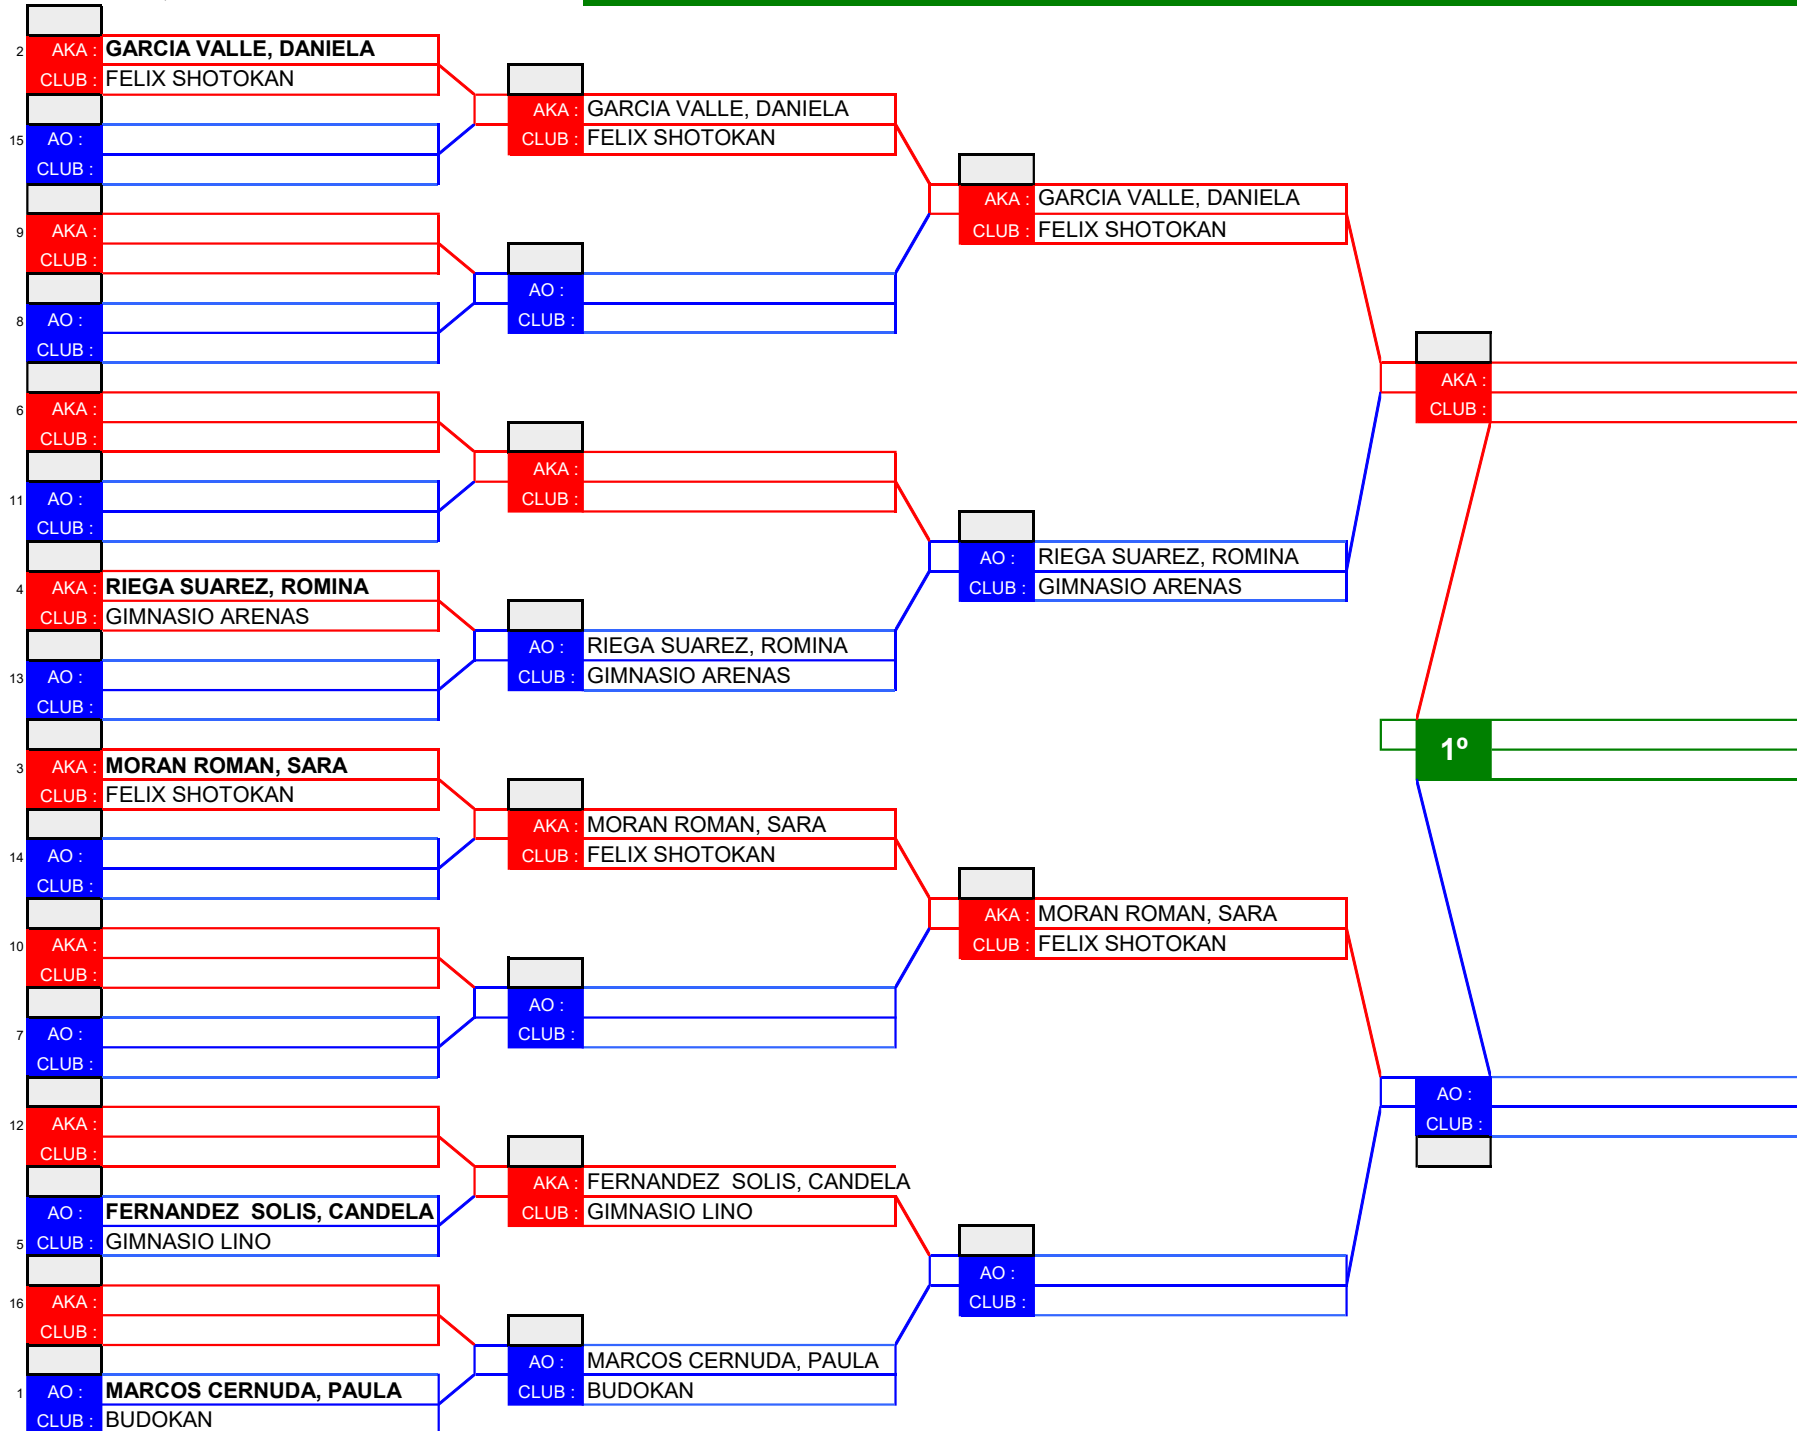 2 AKA : GARCIA VALLE, DANIELA
CLUB : FELIX SHOTOKAN
15 AO :
CLUB :
9 AKA :
CLUB :
8 AO :
CLUB :
6 AKA :
CLUB :
11 AO :
CLUB :
4 AKA : RIEGA SUAREZ, ROMINA
CLUB : GIMNASIO ARENAS
13 AO :
CLUB :
3 AKA : MORAN ROMAN, SARA
CLUB : FELIX SHOTOKAN
14 AO :
CLUB :
10 AKA :
CLUB :
7 AO :
CLUB :
12 AKA :
CLUB :
AO : FERNANDEZ  SOLIS, CANDELA
5 CLUB : GIMNASIO LINO
16 AKA :
CLUB :
1 AO : MARCOS CERNUDA, PAULA
CLUB : BUDOKAN
AKA : GARCIA VALLE, DANIELA
CLUB : FELIX SHOTOKAN
AO :
CLUB :
AKA :
CLUB :
AO : RIEGA SUAREZ, ROMINA
CLUB : GIMNASIO ARENAS
AKA : MORAN ROMAN, SARA
CLUB : FELIX SHOTOKAN
AO :
CLUB :
AKA : FERNANDEZ  SOLIS, CANDELA
CLUB : GIMNASIO LINO
AO : MARCOS CERNUDA, PAULA
CLUB : BUDOKAN
AKA : GARCIA VALLE, DANIELA
CLUB : FELIX SHOTOKAN
AO : RIEGA SUAREZ, ROMINA
CLUB : GIMNASIO ARENAS
AKA : MORAN ROMAN, SARA
CLUB : FELIX SHOTOKAN
AO :
CLUB :
AKA :
CLUB :
1º
AO :
CLUB :